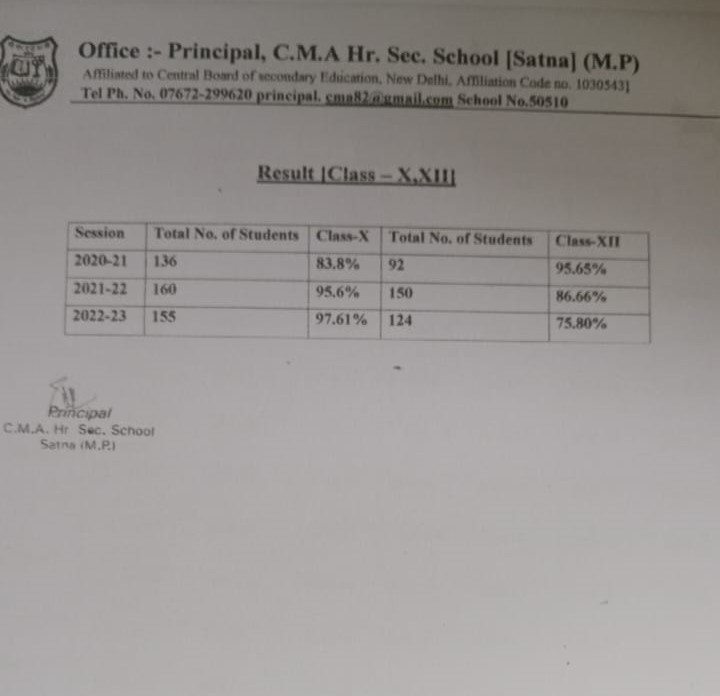 Office :- Principal, C.M.A Hr. Sec. School [Satna] (M.P)
Affiliated to Central Board of secondary Education, New Delhi, Affiliation Code no. 1030543]
Tel Ph. No. 07672-299620 principal. cma82@gmail.com School No.50510
Result [Class – X,XII]
Session Total No. of Students Class-X Total No. of Students Class-XII
2020-21 136 83.8% 92 95.65%
2021-22 160 95.6% 150 86.66%
2022-23 155 97.61% 124 75.80%
Principal
C.M.A. Hr Sec. School
Satna (M.P.)